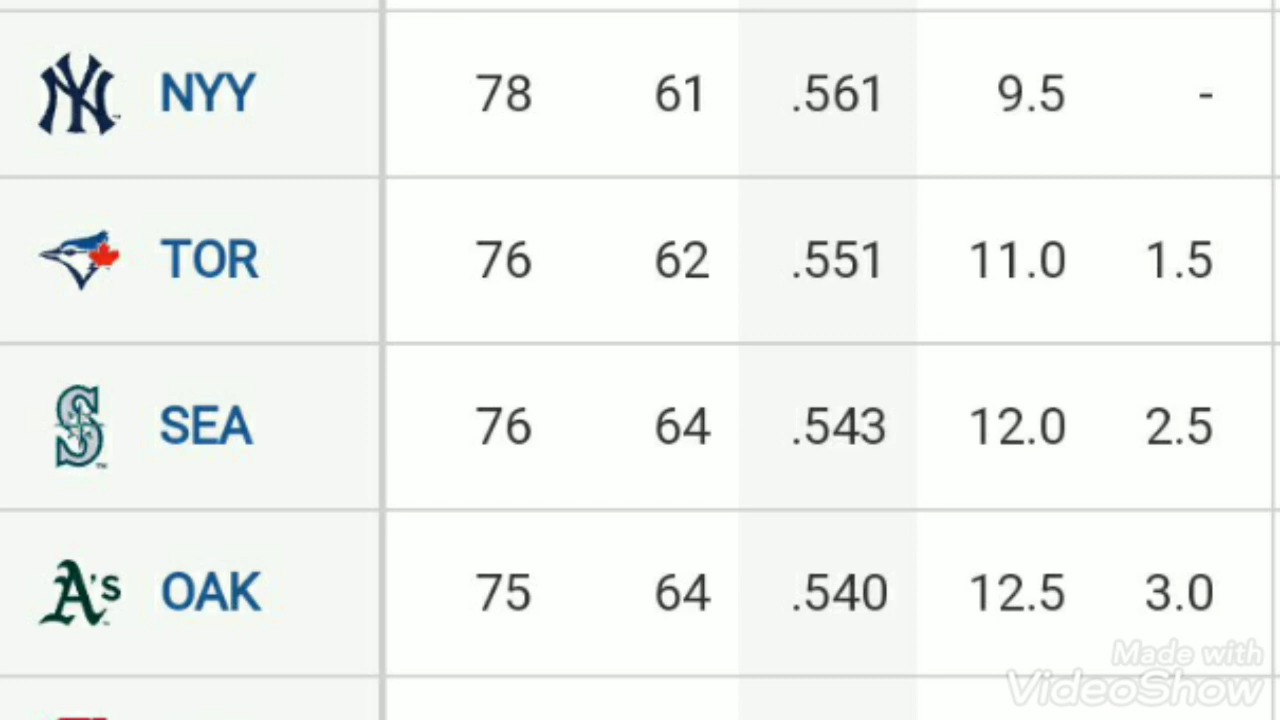 NYY 78 61 .561 9.5 -
TOR 76 62 .551 11.0 1.5
SEA 76 64 .543 12.0 2.5
A's OAK 75 64 .540 12.5 3.0
Made with
VideoShow